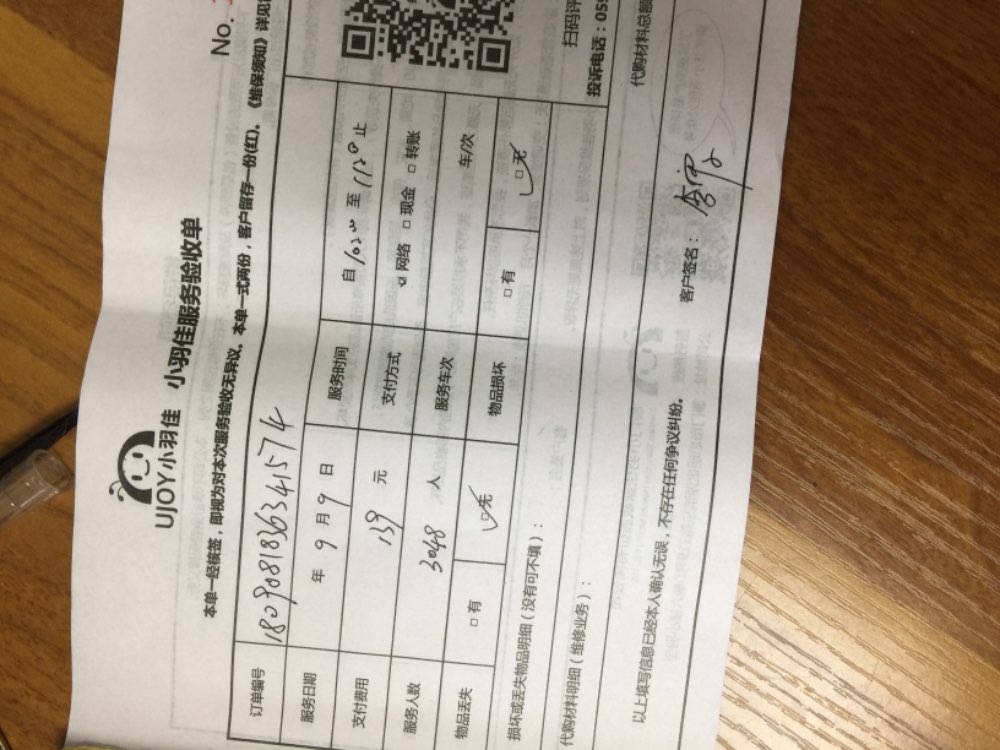 UJOY小羽佳 小羽佳服务验收单
No.
本单一经核签，即视为对本次服务验收无异议。本单一式两份，客户留存一份(红)。《维保须知》详见
订单编号 180908183634 1574
服务日期 年 9 月 9 日 服务时间 自 10:20 至 11:20 止
支付费用 139 元 支付方式 ☑ 网络 □ 现金 □ 转账
服务人数 3048 人 服务车次 车/次
物品丢失 □ 有 ☑ 无 物品损坏 □ 有 ☑ 无
损坏或丢失物品明细（没有可不填）：
代购材料明细（维修业务）：
扫码评
投诉电话：05
代购材料总额
以上填写信息已经本人确认无误，不存在任何争议纠纷。
客户签名：